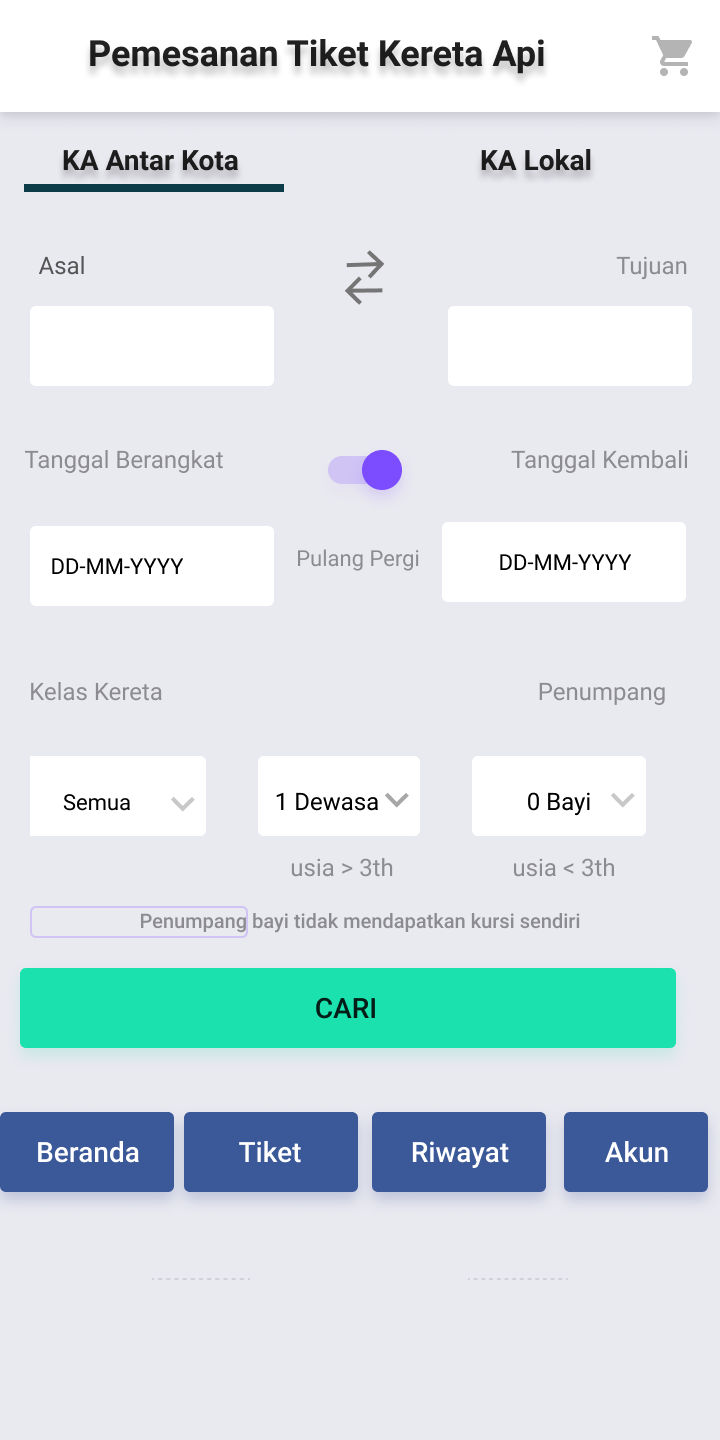 Pemesanan Tiket Kereta Api
KA Antar Kota
KA Lokal
Asal
Tujuan
Tanggal Berangkat
Tanggal Kembali
DD-MM-YYYY
Pulang Pergi
DD-MM-YYYY
Kelas Kereta
Penumpang
Semua
1 Dewasa
0 Bayi
usia > 3th
usia < 3th
Penumpang bayi tidak mendapatkan kursi sendiri
CARI
Beranda
Tiket
Riwayat
Akun